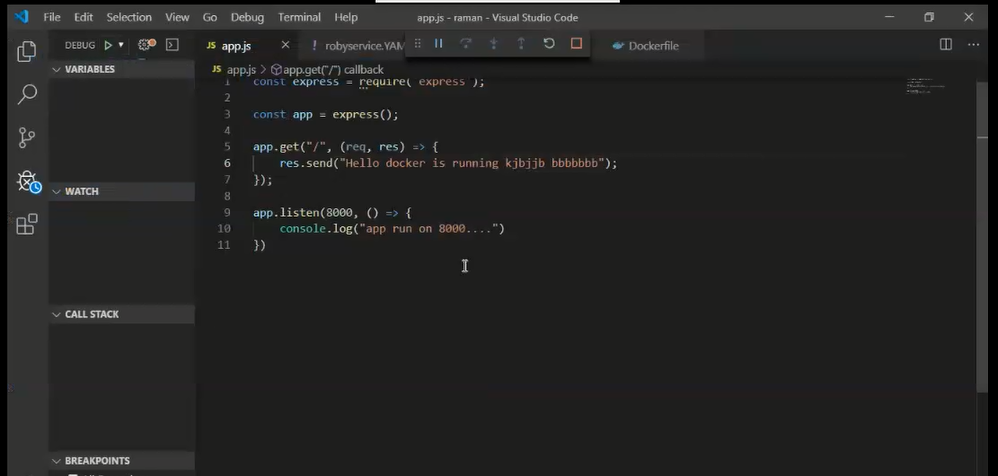 File Edit Selection View Go Debug Terminal Help app.js - raman - Visual Studio Code
DEBUG JS app.js ! robyservice.YAM Dockerfile
VARIABLES
JS app.js > app.get("/") callback
1 const express = require('express');
2
3 const app = express();
4
5 app.get("/", (req, res) => {
6 res.send("Hello docker is running kjbjjb bbbbbbb");
7 });
8
9 app.listen(8000, () => {
10 console.log("app run on 8000....")
11 })
WATCH
CALL STACK
BREAKPOINTS